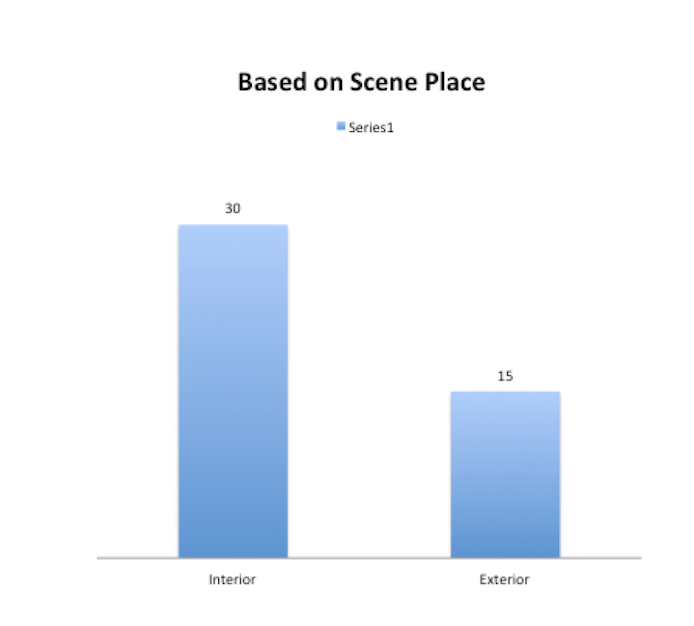 Based on Scene Place
Series1
30
15
Interior
Exterior